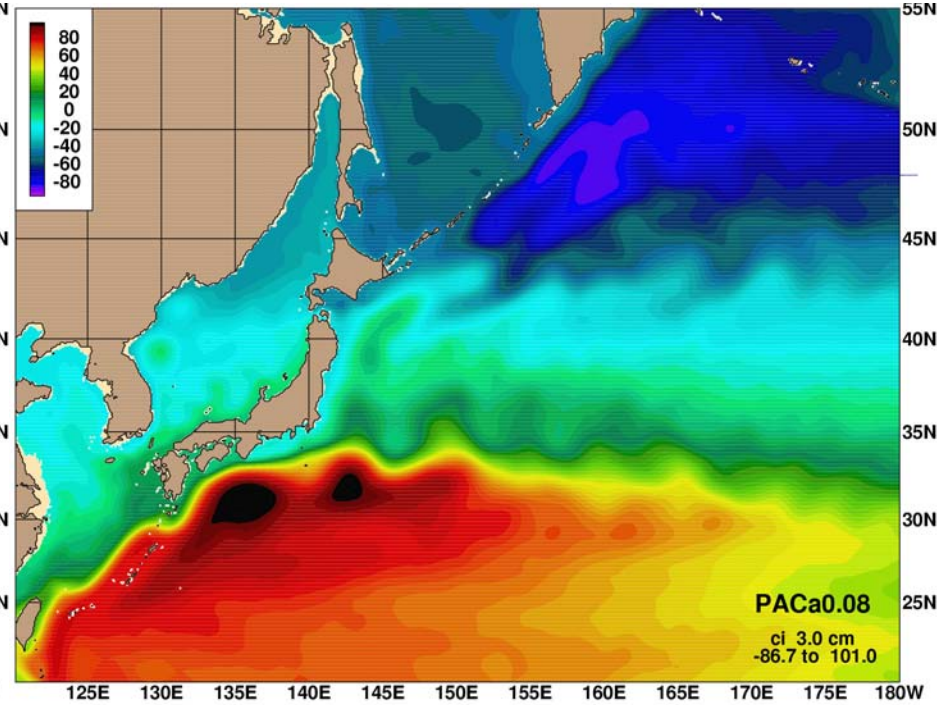 N
55N
80
60
40
20
0
-20
-40
-60
-80
N
50N
N
45N
N
40N
N
35N
N
30N
N
25N
PACa0.08
ci 3.0 cm
-86.7 to 101.0
125E 130E 135E 140E 145E 150E 155E 160E 165E 170E 175E 180W